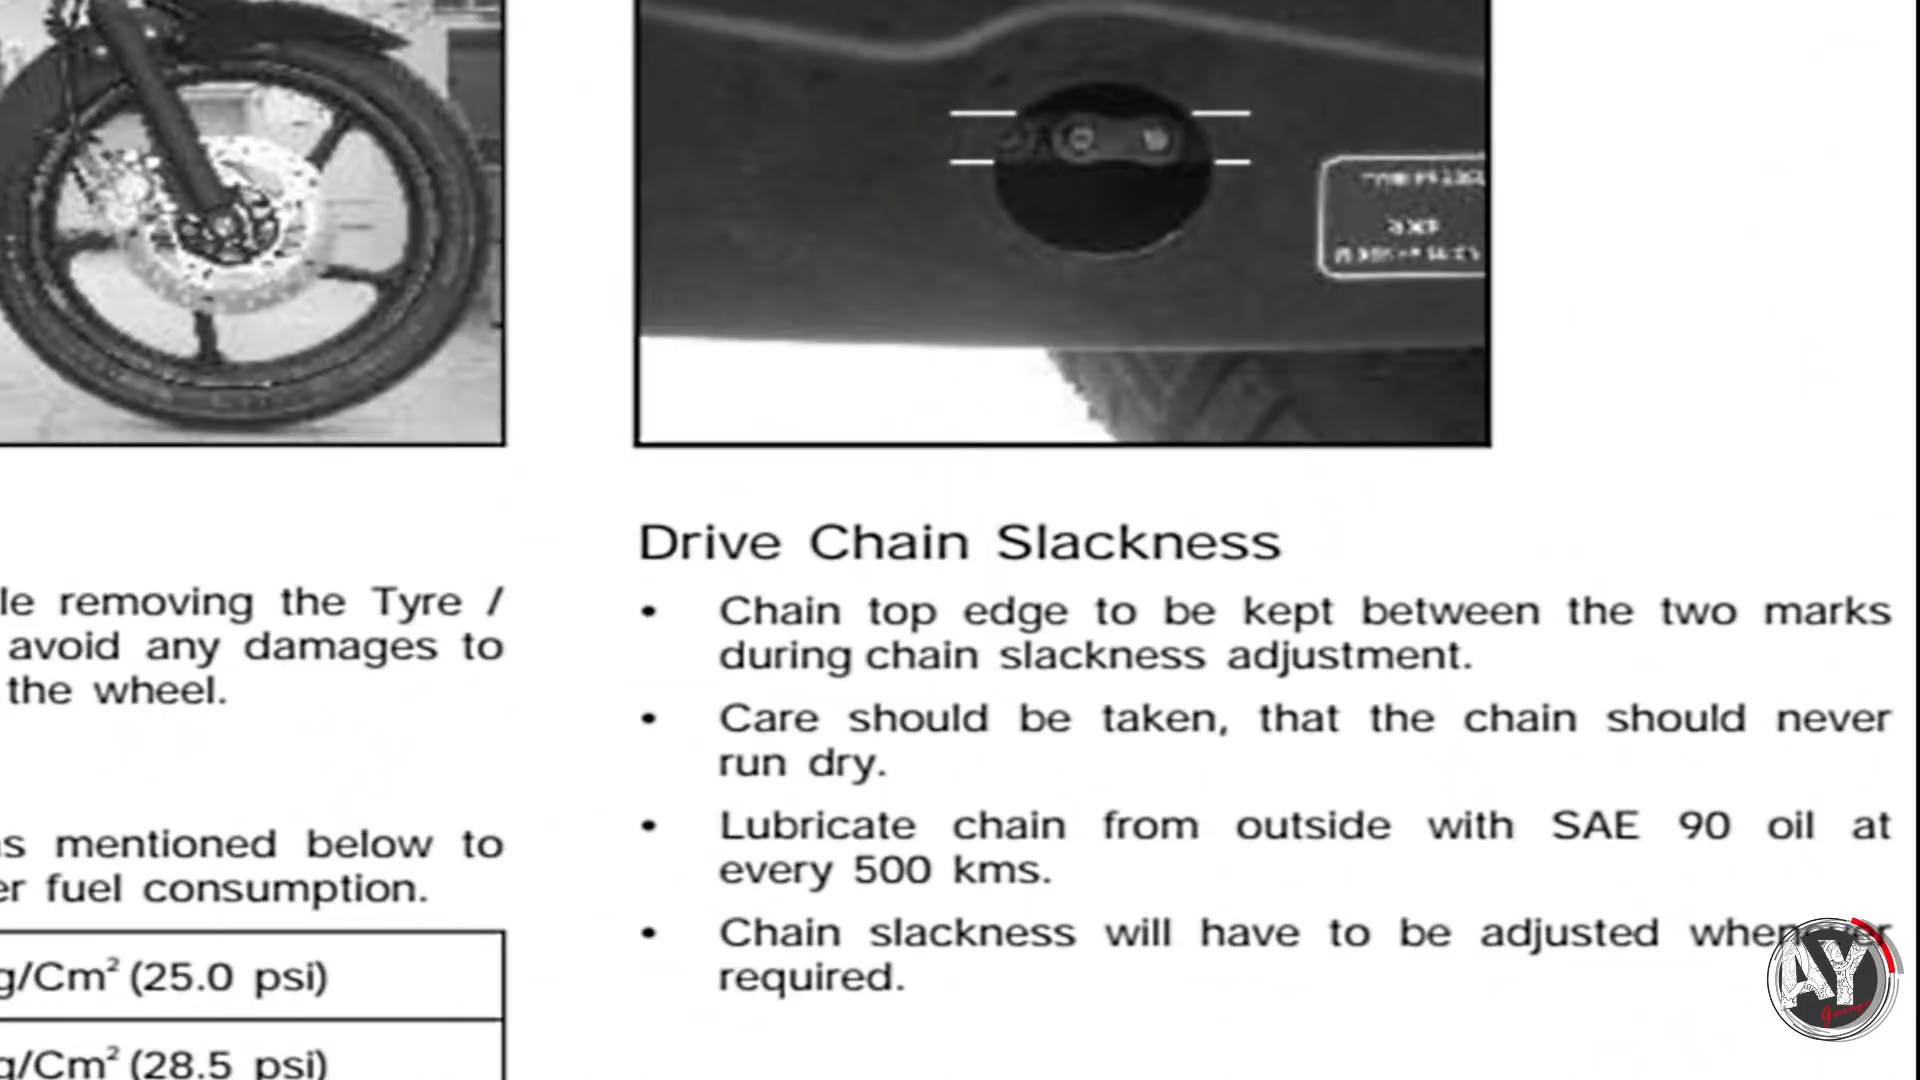 le removing the Tyre /
avoid any damages to
the wheel.
s mentioned below to
er fuel consumption.
g/Cm² (25.0 psi)
g/Cm² (28.5 psi)
Drive Chain Slackness
• Chain top edge to be kept between the two marks
during chain slackness adjustment.
• Care should be taken, that the chain should never
run dry.
• Lubricate chain from outside with SAE 90 oil at
every 500 kms.
• Chain slackness will have to be adjusted whenever
required.
AY
Garage